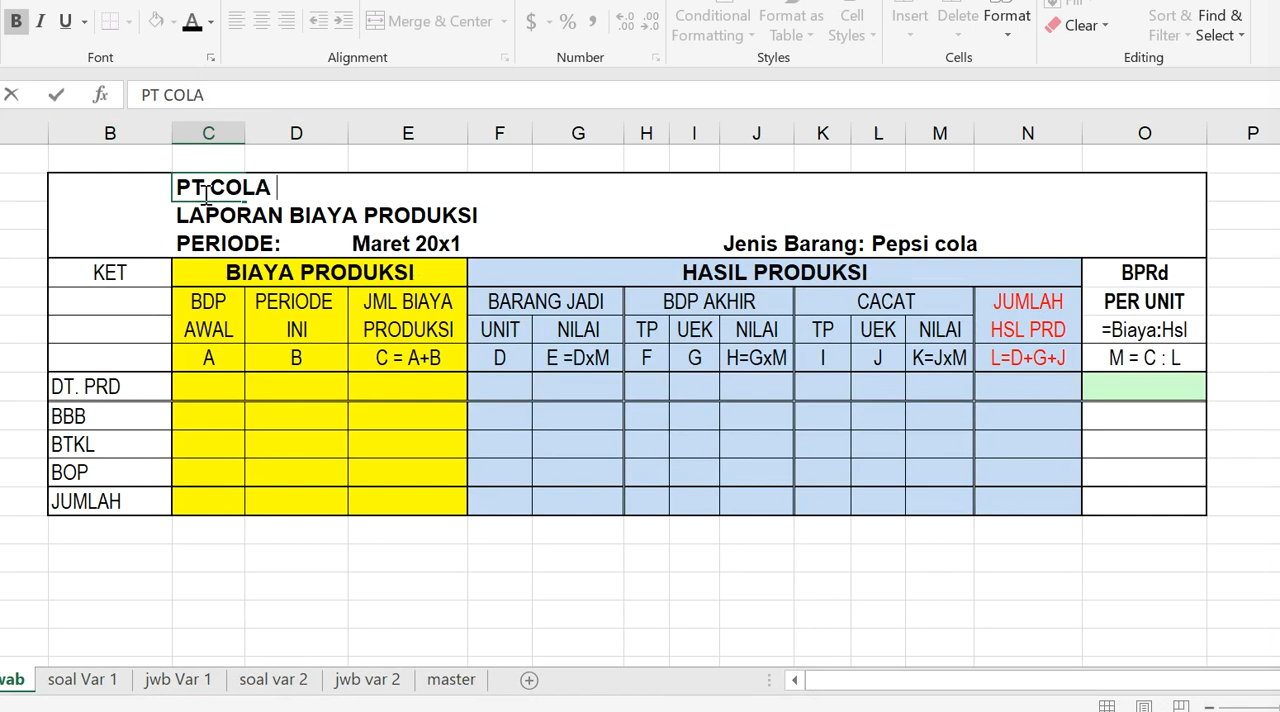 B I U A Merge & Center $ % , Conditional Format as Cell Insert Delete Format Sort & Find &
Formatting Table Styles Clear Filter Select
Font Alignment Number Styles Cells Editing
fx PT COLA
B C D E F G H I J K L M N O P
PT COLA
LAPORAN BIAYA PRODUKSI
PERIODE: Maret 20x1 Jenis Barang: Pepsi cola
KET BIAYA PRODUKSI HASIL PRODUKSI BPRd
BDP PERIODE JML BIAYA BARANG JADI BDP AKHIR CACAT JUMLAH PER UNIT
AWAL INI PRODUKSI UNIT NILAI TP UEK NILAI TP UEK NILAI HSL PRD =Biaya:Hsl
A B C = A+B D E =DxM F G H=GxM I J K=JxM L=D+G+J M = C : L
DT. PRD
BBB
BTKL
BOP
JUMLAH
soal Var 1 jwb Var 1 soal var 2 jwb var 2 master